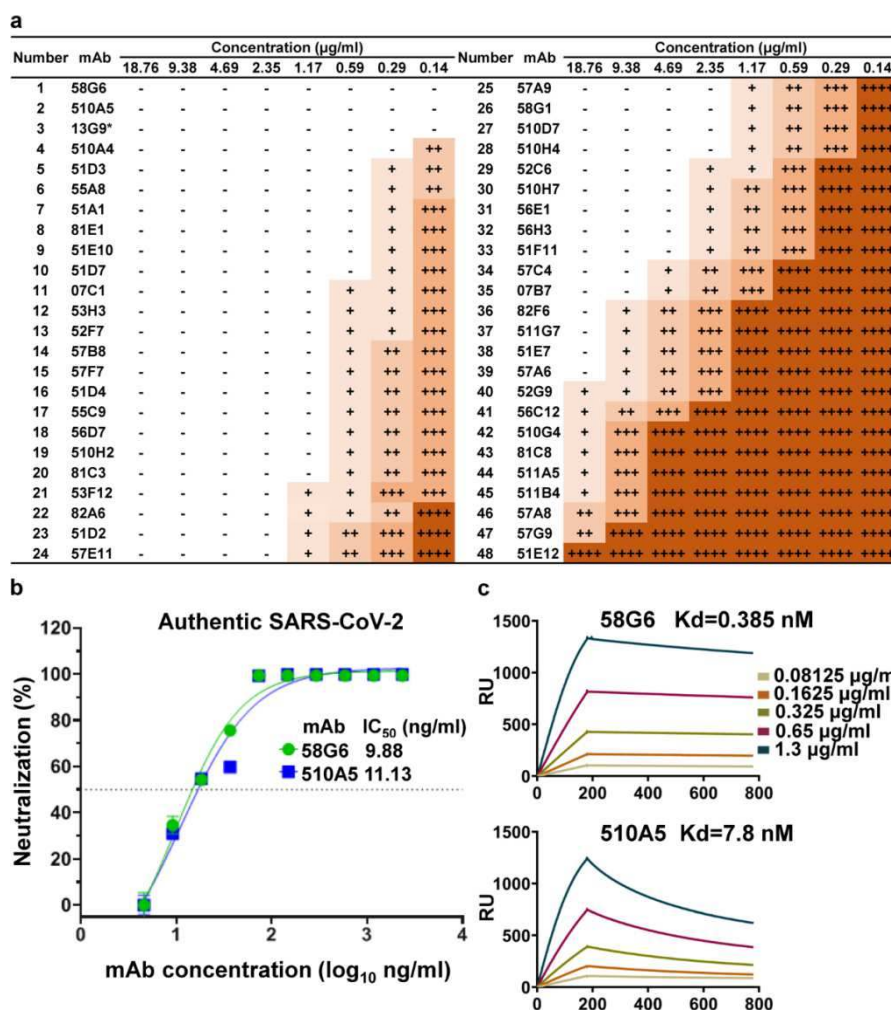 a
Number mAb Concentration (µg/ml) Number mAb Concentration (µg/ml)
18.76 9.38 4.69 2.35 1.17 0.59 0.29 0.14 18.76 9.38 4.69 2.35 1.17 0.59 0.29 0.14
1 58G6 - - - - - - - - 25 57A9 - - - - + ++ +++ ++++
2 510A5 - - - - - - - - 26 58G1 - - - - + ++ +++ ++++
3 13G9* - - - - - - - - 27 510D7 - - - - + ++ +++ ++++
4 510A4 - - - - - - - ++ 28 510H4 - - - - + ++ +++ ++++
5 51D3 - - - - - - + ++ 29 52C6 - - - + + +++ ++++ ++++
6 55A8 - - - - - - + ++ 30 510H7 - - - + ++ +++ ++++ ++++
7 51A1 - - - - - - + +++ 31 56E1 - - - + ++ +++ ++++ ++++
8 81E1 - - - - - - + +++ 32 56H3 - - - + ++ +++ ++++ ++++
9 51E10 - - - - - - + +++ 33 51F11 - - - + ++ +++ ++++ ++++
10 51D7 - - - - - - + +++ 34 57C4 - - + ++ +++ ++++ ++++ ++++
11 07C1 - - - - - + + +++ 35 07B7 - - + ++ +++ ++++ ++++ ++++
12 53H3 - - - - - + + +++ 36 82F6 - + ++ +++ ++++ ++++ ++++ ++++
13 52F7 - - - - - + + +++ 37 511G7 - + ++ +++ ++++ ++++ ++++ ++++
14 57B8 - - - - - + ++ +++ 38 51E7 - + ++ +++ ++++ ++++ ++++ ++++
15 57F7 - - - - - + ++ +++ 39 57A6 - + ++ +++ ++++ ++++ ++++ ++++
16 51D4 - - - - - + ++ +++ 40 52G9 + + ++ +++ ++++ ++++ ++++ ++++
17 55C9 - - - - - + ++ +++ 41 56C12 + ++ +++ ++++ ++++ ++++ ++++ ++++
18 56D7 - - - - - + ++ +++ 42 510G4 + +++ ++++ ++++ ++++ ++++ ++++ ++++
19 510H2 - - - - - + ++ +++ 43 81C8 + +++ ++++ ++++ ++++ ++++ ++++ ++++
20 81C3 - - - - - + ++ +++ 44 511A5 + +++ ++++ ++++ ++++ ++++ ++++ ++++
21 53F12 - - - - + + +++ +++ 45 511B4 + +++ ++++ ++++ ++++ ++++ ++++ ++++
22 82A6 - - - - + + ++ ++++ 46 57A8 ++ +++ ++++ ++++ ++++ ++++ ++++ ++++
23 51D2 - - - - + ++ +++ ++++ 47 57G9 ++ ++++ ++++ ++++ ++++ ++++ ++++ ++++
24 57E11 - - - - + ++ +++ ++++ 48 51E12 ++++ ++++ ++++ ++++ ++++ ++++ ++++ ++++
b
Authentic SARS-CoV-2
Neutralization (%)
120
100
80
60
40
20
0
mAb IC50 (ng/ml)
58G6 9.88
510A5 11.13
0 1 2 3 4
mAb concentration (log10 ng/ml)
c
58G6 Kd=0.385 nM
RU
1500
1000
500
0
0 200 400 600 800
0.08125 µg/m
0.1625 µg/ml
0.325 µg/ml
0.65 µg/ml
1.3 µg/ml
510A5 Kd=7.8 nM
RU
1500
1000
500
0
0 200 400 600 800